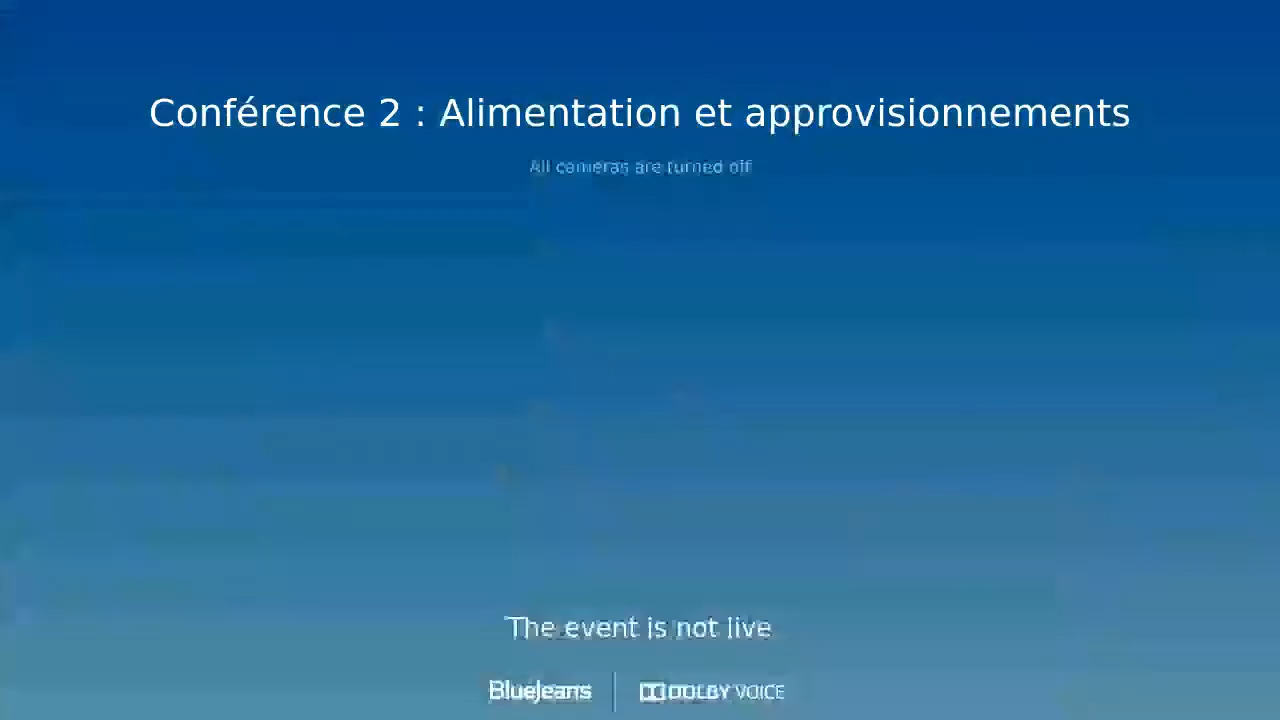 Conférence 2 : Alimentation et approvisionnements
All cameras are turned off
The event is not live
BlueJeans | DOLBY VOICE